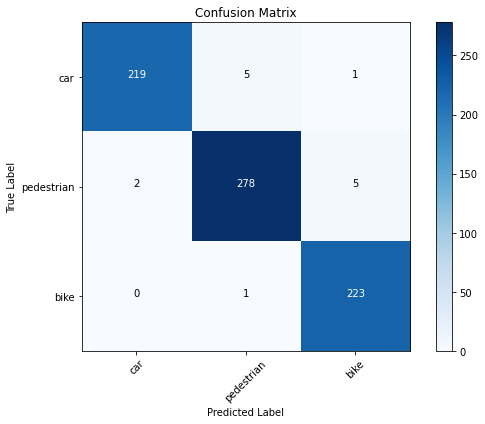 Confusion Matrix
True Label
car
219
5
1
pedestrian
2
278
5
bike
0
1
223
car
pedestrian
bike
Predicted Label
250
200
150
100
50
0